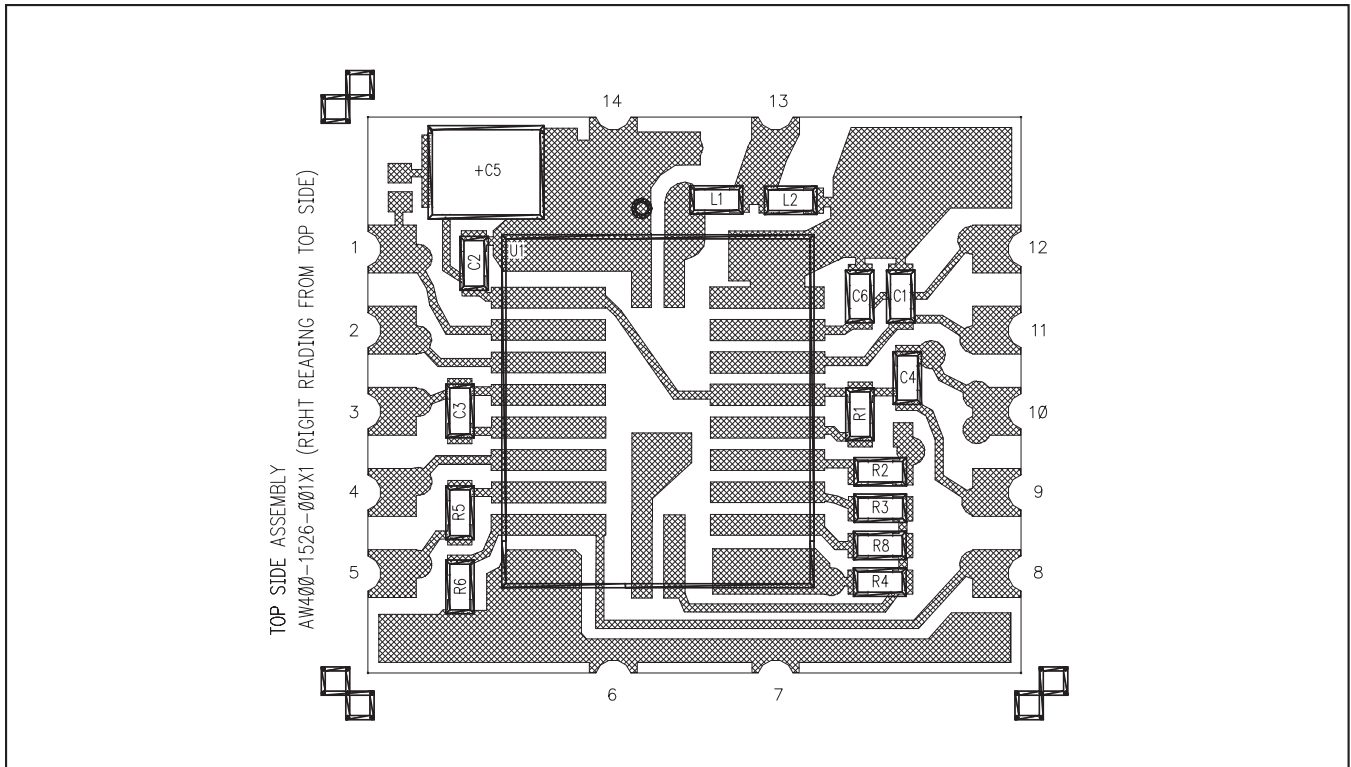 14
13
+C5
L1
L2
1
12
U1
C2
C6
C1
2
11
C4
3
C3
R1
10
R2
4
9
R5
R3
R8
5
R6
R4
8
6
7
TOP SIDE ASSEMBLY
AW400-1526-001X1 (RIGHT READING FROM TOP SIDE)